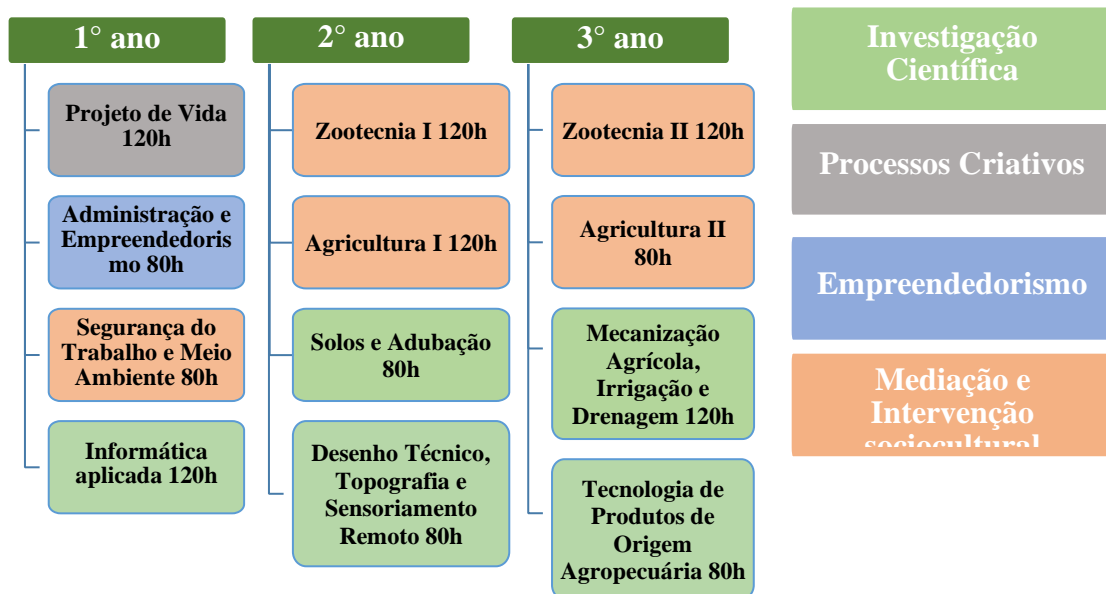 1° ano
Projeto de Vida
120h
Administração e
Empreendedoris
mo 80h
Segurança do
Trabalho e Meio
Ambiente 80h
Informática
aplicada 120h
2° ano
Zootecnia I 120h
Agricultura I 120h
Solos e Adubação
80h
Desenho Técnico,
Topografia e
Sensoriamento
Remoto 80h
3° ano
Zootecnia II 120h
Agricultura II
80h
Mecanização
Agrícola,
Irrigação e
Drenagem 120h
Tecnologia de
Produtos de
Origem
Agropecuária 80h
Investigação
Científica
Processos Criativos
Empreendedorismo
Mediação e
Intervenção
sociocultural